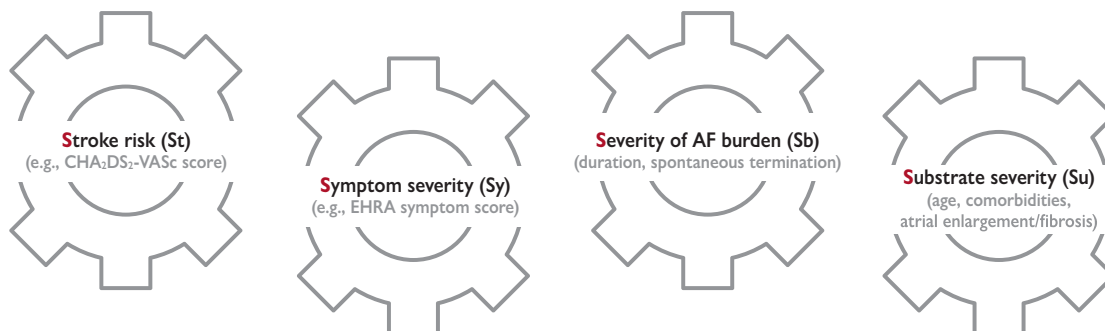 Stroke risk (St)
(e.g., CHA₂DS₂-VASc score)
Symptom severity (Sy)
(e.g., EHRA symptom score)
Severity of AF burden (Sb)
(duration, spontaneous termination)
Substrate severity (Su)
(age, comorbidities,
atrial enlargement/fibrosis)